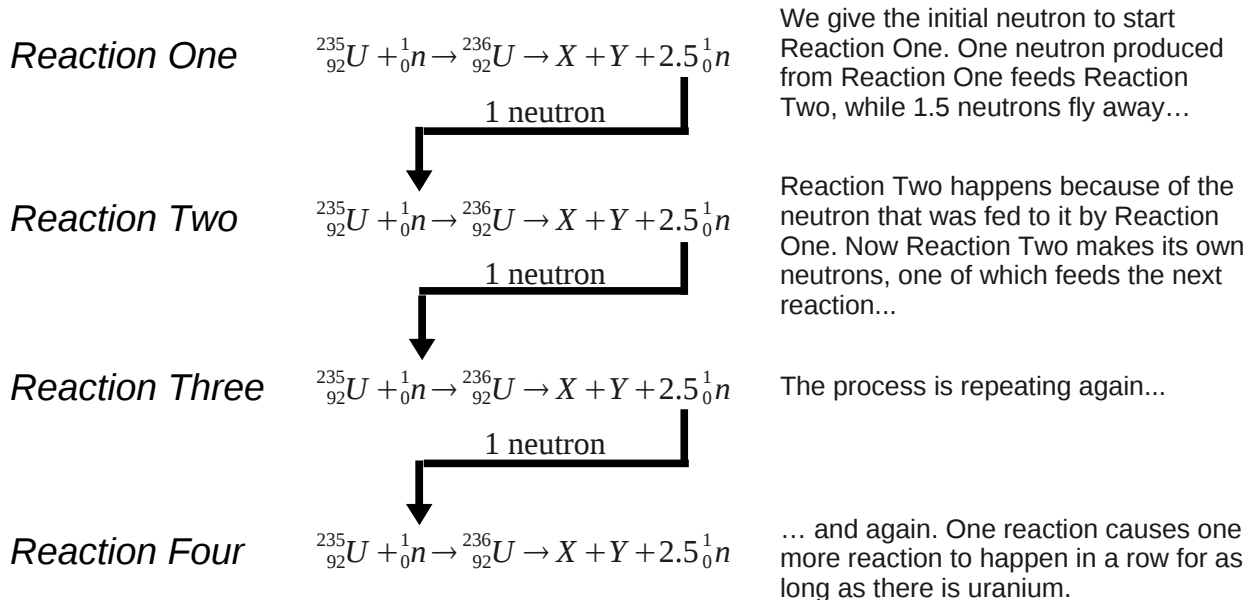 Reaction One
²³⁵₉₂U + ¹₀n → ²³⁶₉₂U → X + Y + 2.5 ¹₀n
We give the initial neutron to start
Reaction One. One neutron produced
from Reaction One feeds Reaction
Two, while 1.5 neutrons fly away…
1 neutron
Reaction Two
²³⁵₉₂U + ¹₀n → ²³⁶₉₂U → X + Y + 2.5 ¹₀n
Reaction Two happens because of the
neutron that was fed to it by Reaction
One. Now Reaction Two makes its own
neutrons, one of which feeds the next
reaction...
1 neutron
Reaction Three
²³⁵₉₂U + ¹₀n → ²³⁶₉₂U → X + Y + 2.5 ¹₀n
The process is repeating again...
1 neutron
Reaction Four
²³⁵₉₂U + ¹₀n → ²³⁶₉₂U → X + Y + 2.5 ¹₀n
… and again. One reaction causes one
more reaction to happen in a row for as
long as there is uranium.